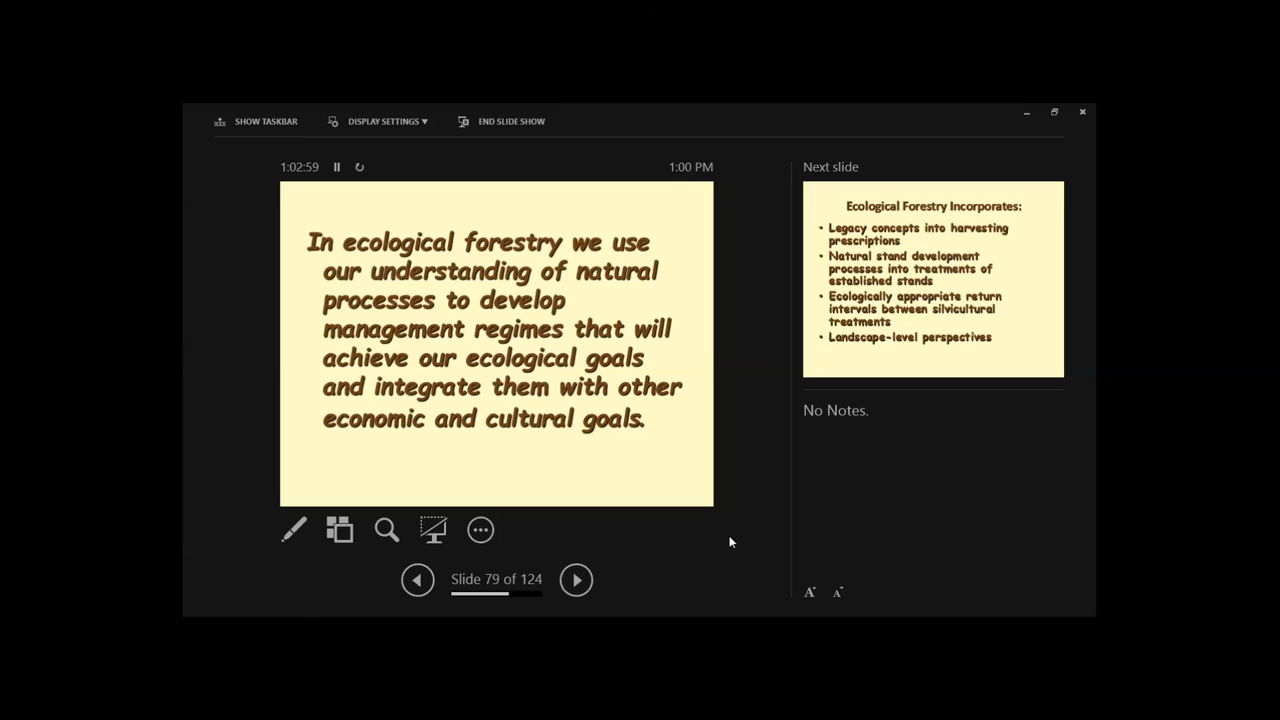 SHOW TASKBAR
DISPLAY SETTINGS ▼
END SLIDE SHOW
1:02:59
1:00 PM
In ecological forestry we use
our understanding of natural
processes to develop
management regimes that will
achieve our ecological goals
and integrate them with other
economic and cultural goals.
Slide 79 of 124
Next slide
Ecological Forestry Incorporates:
• Legacy concepts into harvesting
prescriptions
• Natural stand development
processes into treatments of
established stands
• Ecologically appropriate return
intervals between silvicultural
treatments
• Landscape-level perspectives
No Notes.
A A